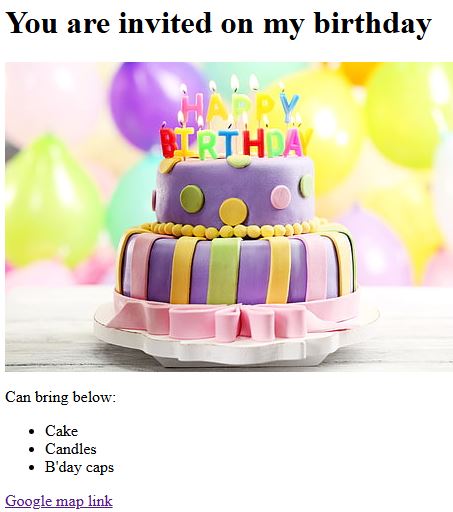 You are invited on my birthday
HAPPY
BIRTHDAY
Can bring below:
Cake
Candles
B'day caps
Google map link